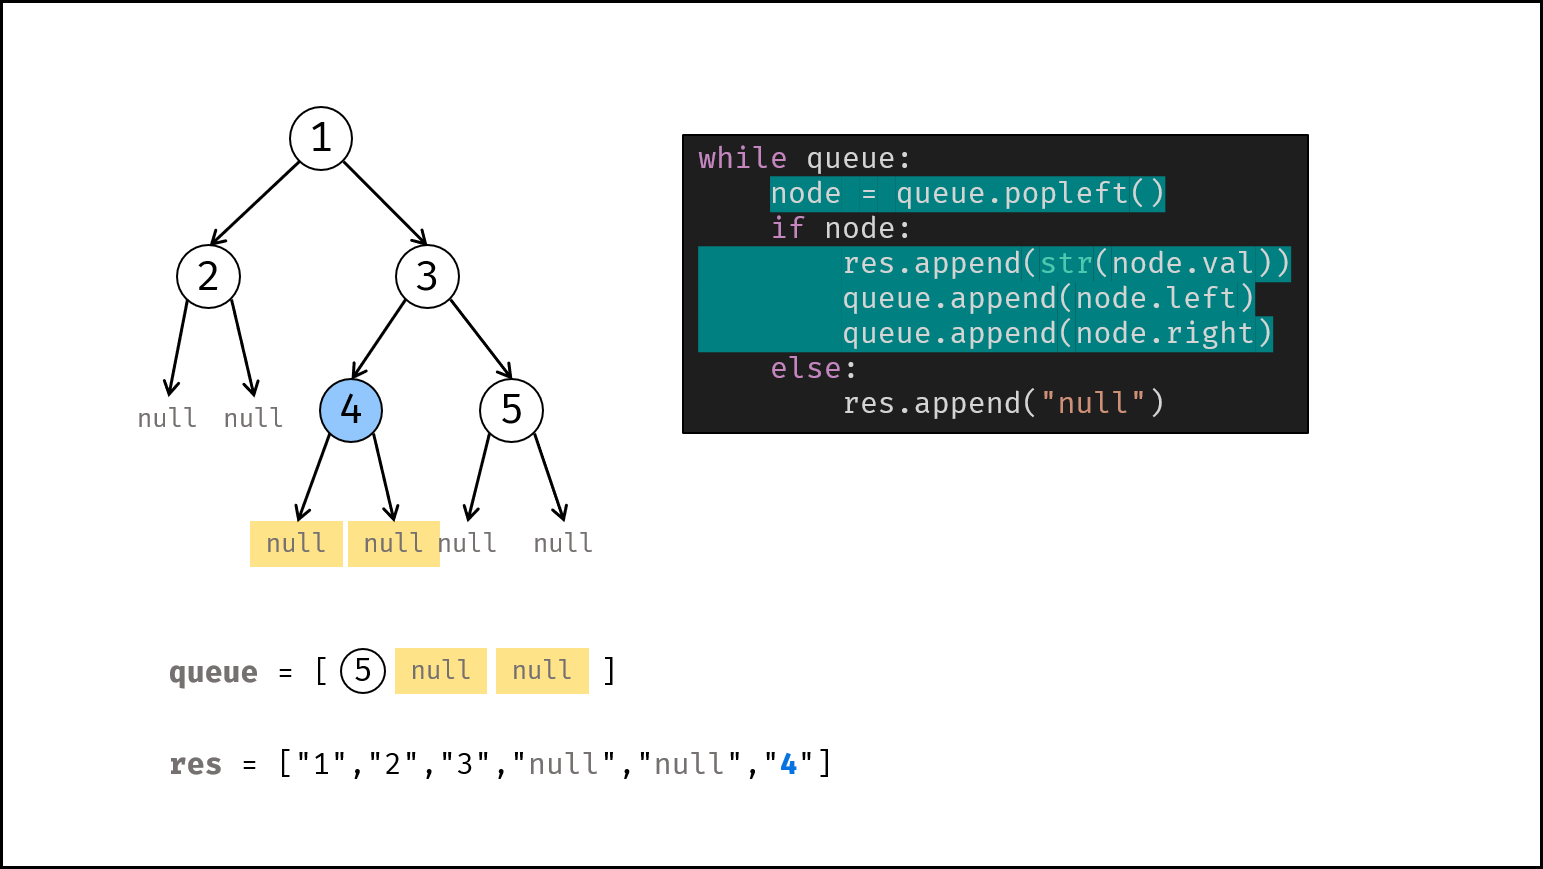 1
2 3
null null
4 5
null null null null
while queue:
    node = queue.popleft()
    if node:
        res.append(str(node.val))
        queue.append(node.left)
        queue.append(node.right)
    else:
        res.append("null")
queue = [ 5 null null ]
res = ["1","2","3","null","null","4"]